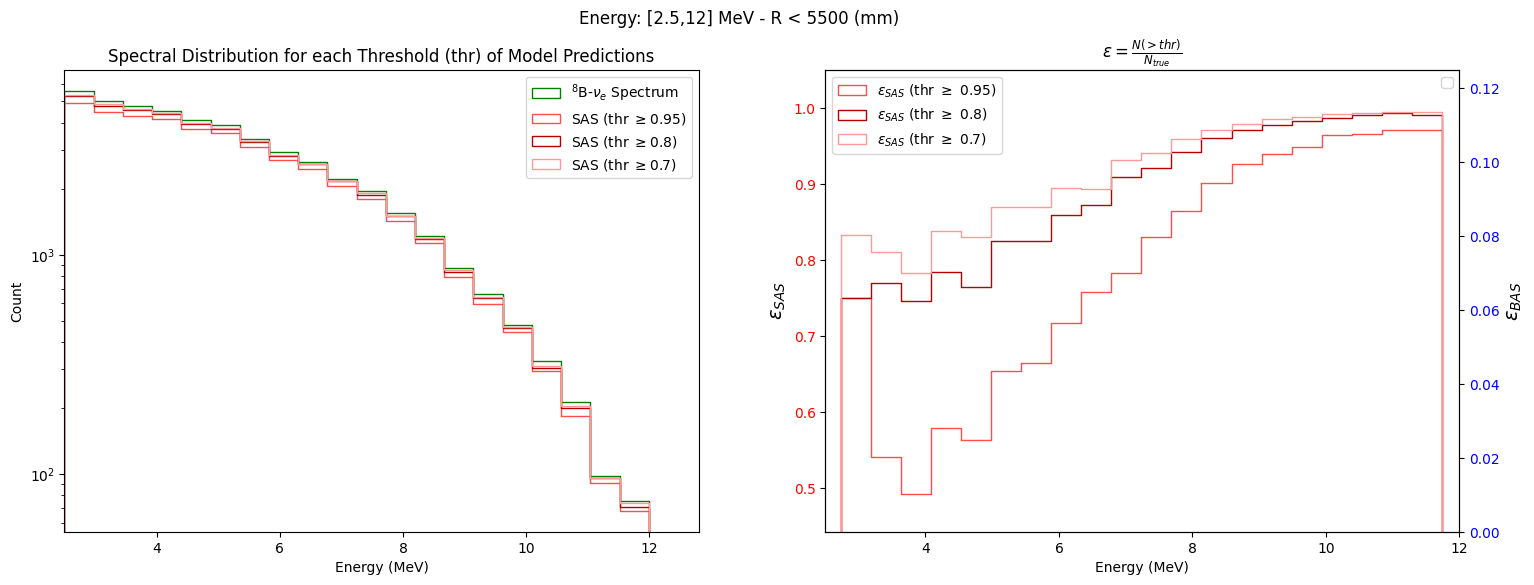 Energy: [2.5,12] MeV - R < 5500 (mm)
Spectral Distribution for each Threshold (thr) of Model Predictions
⁸B-νₑ Spectrum
SAS (thr ≥ 0.95)
SAS (thr ≥ 0.8)
SAS (thr ≥ 0.7)
Count
10³
10²
4 6 8 10 12
Energy (MeV)
ε = N(>thr)/N_true
ε_SAS (thr ≥ 0.95)
ε_SAS (thr ≥ 0.8)
ε_SAS (thr ≥ 0.7)
ε_SAS
1.0
0.9
0.8
0.7
0.6
0.5
0.12
0.10
0.08
0.06
0.04
0.02
0.00
ε_BAS
4 6 8 10 12
Energy (MeV)